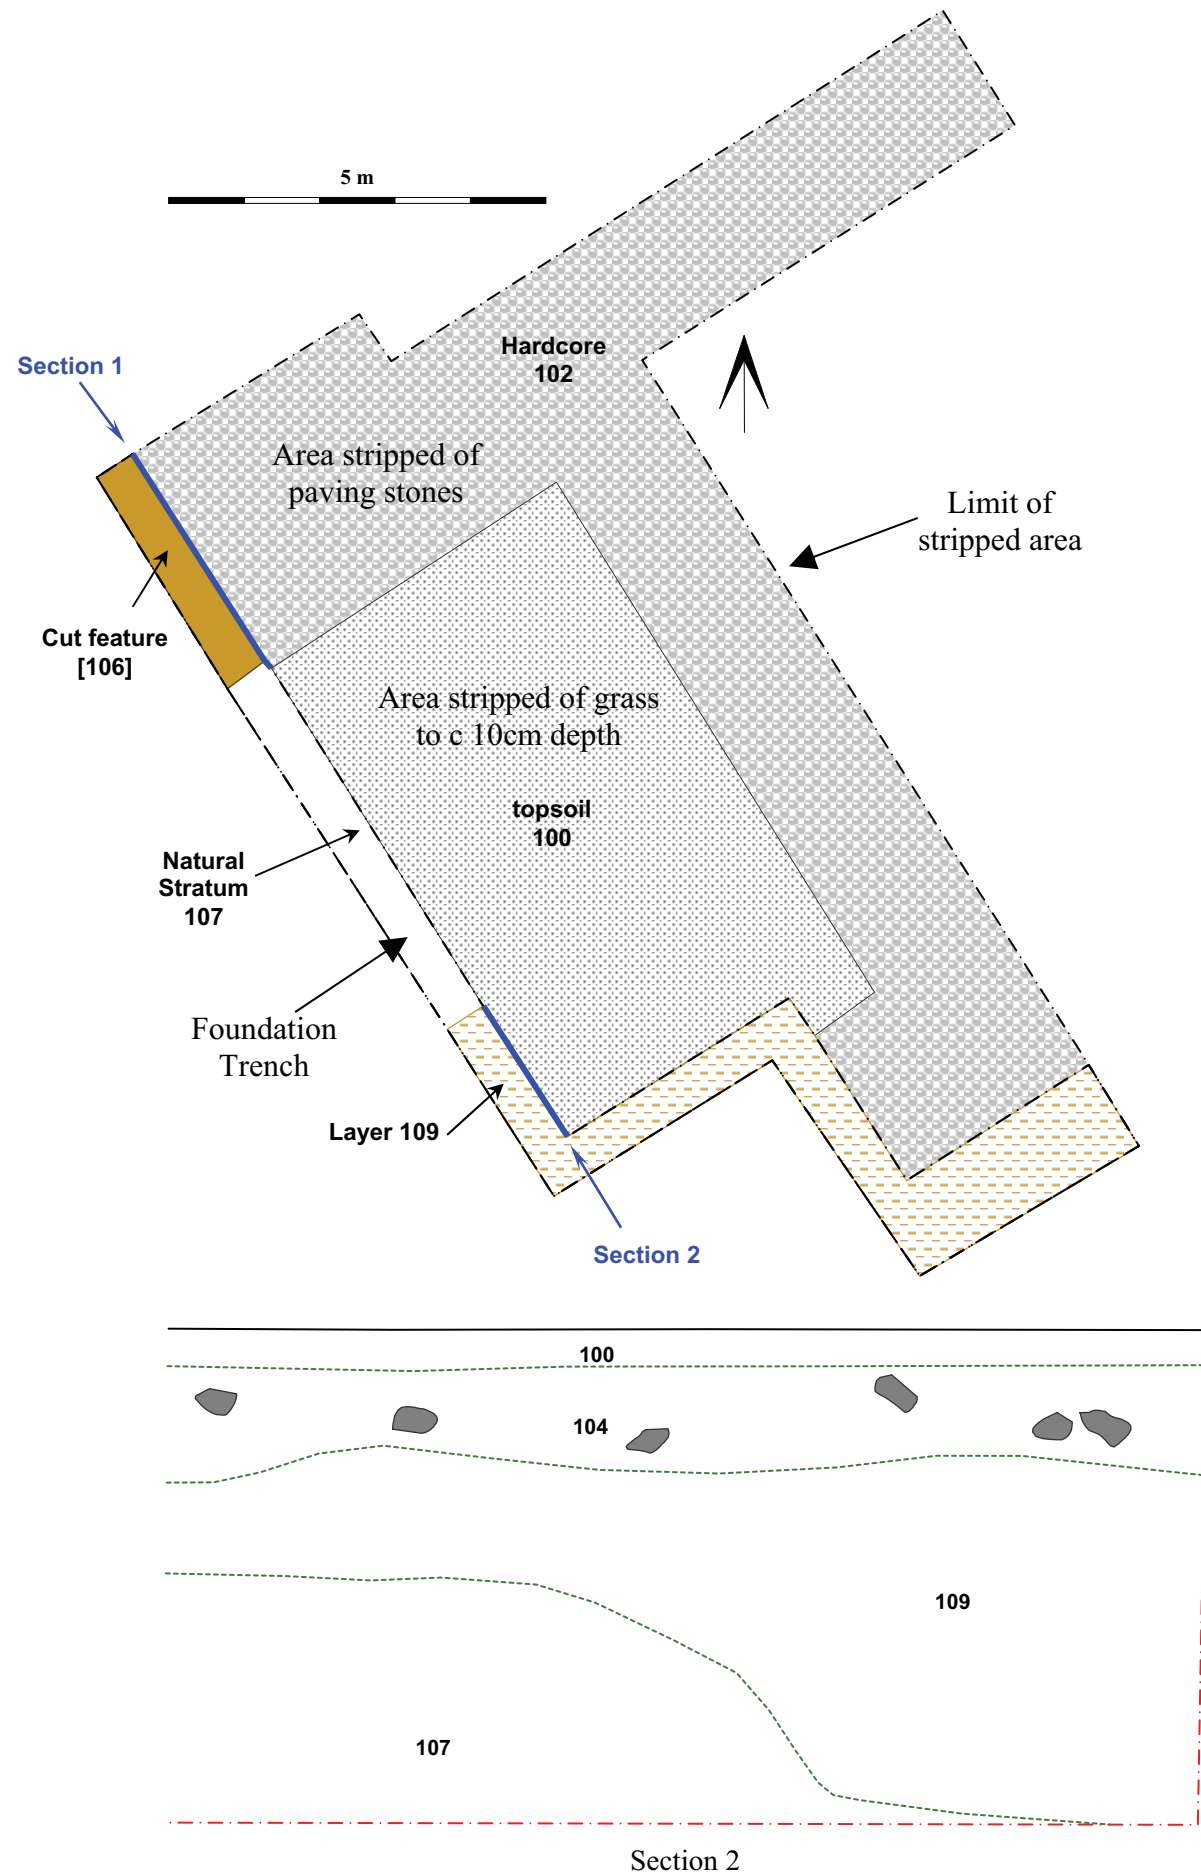 5 m
Hardcore
102
Section 1
Area stripped of
paving stones
Limit of
stripped area
Cut feature
[106]
Area stripped of grass
to c 10cm depth
topsoil
100
Natural
Stratum
107
Foundation
Trench
Layer 109
Section 2
100
104
109
107
Section 2